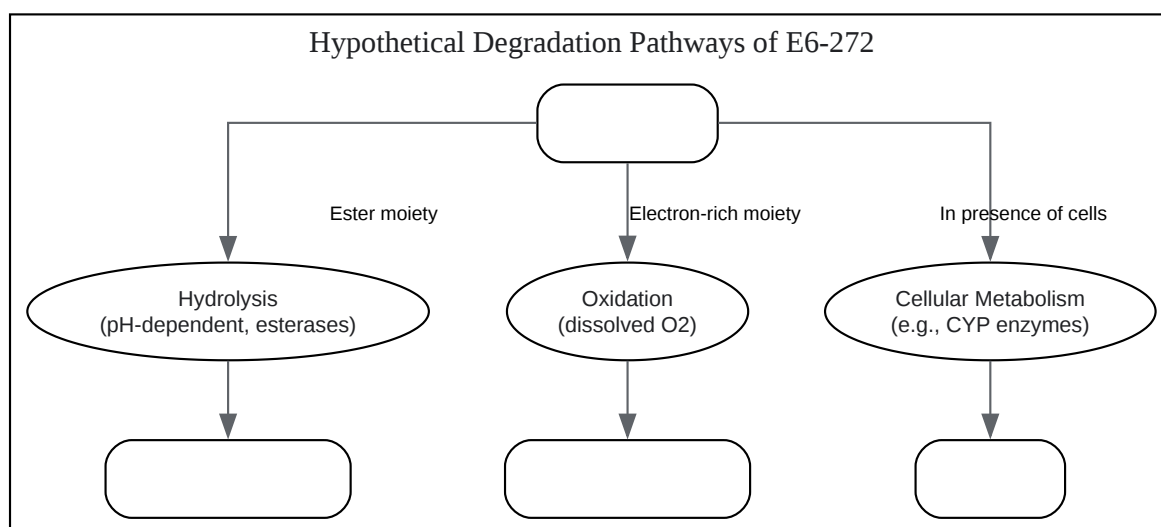 Hypothetical Degradation Pathways of E6-272
Ester moiety
Electron-rich moiety
In presence of cells
Hydrolysis
(pH-dependent, esterases)
Oxidation
(dissolved O2)
Cellular Metabolism
(e.g., CYP enzymes)